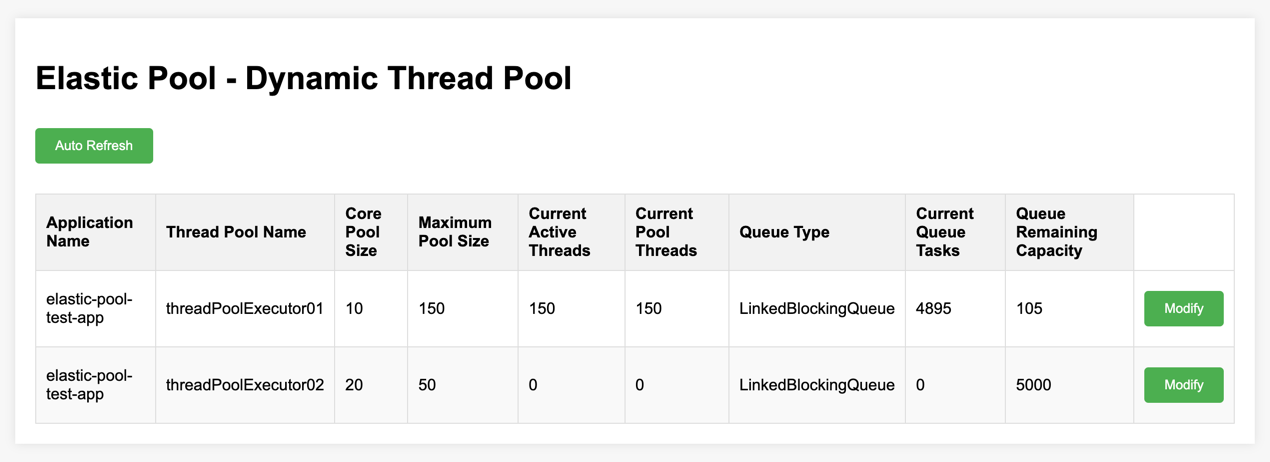 Elastic Pool - Dynamic Thread Pool
Auto Refresh
Application
Name
Thread Pool Name
Core
Pool
Size
Maximum
Pool Size
Current
Active
Threads
Current
Pool
Threads
Queue Type
Current
Queue
Tasks
Queue
Remaining
Capacity
elastic-pool-
test-app
threadPoolExecutor01
10
150
150
150
LinkedBlockingQueue
4895
105
Modify
elastic-pool-
test-app
threadPoolExecutor02
20
50
0
0
LinkedBlockingQueue
0
5000
Modify